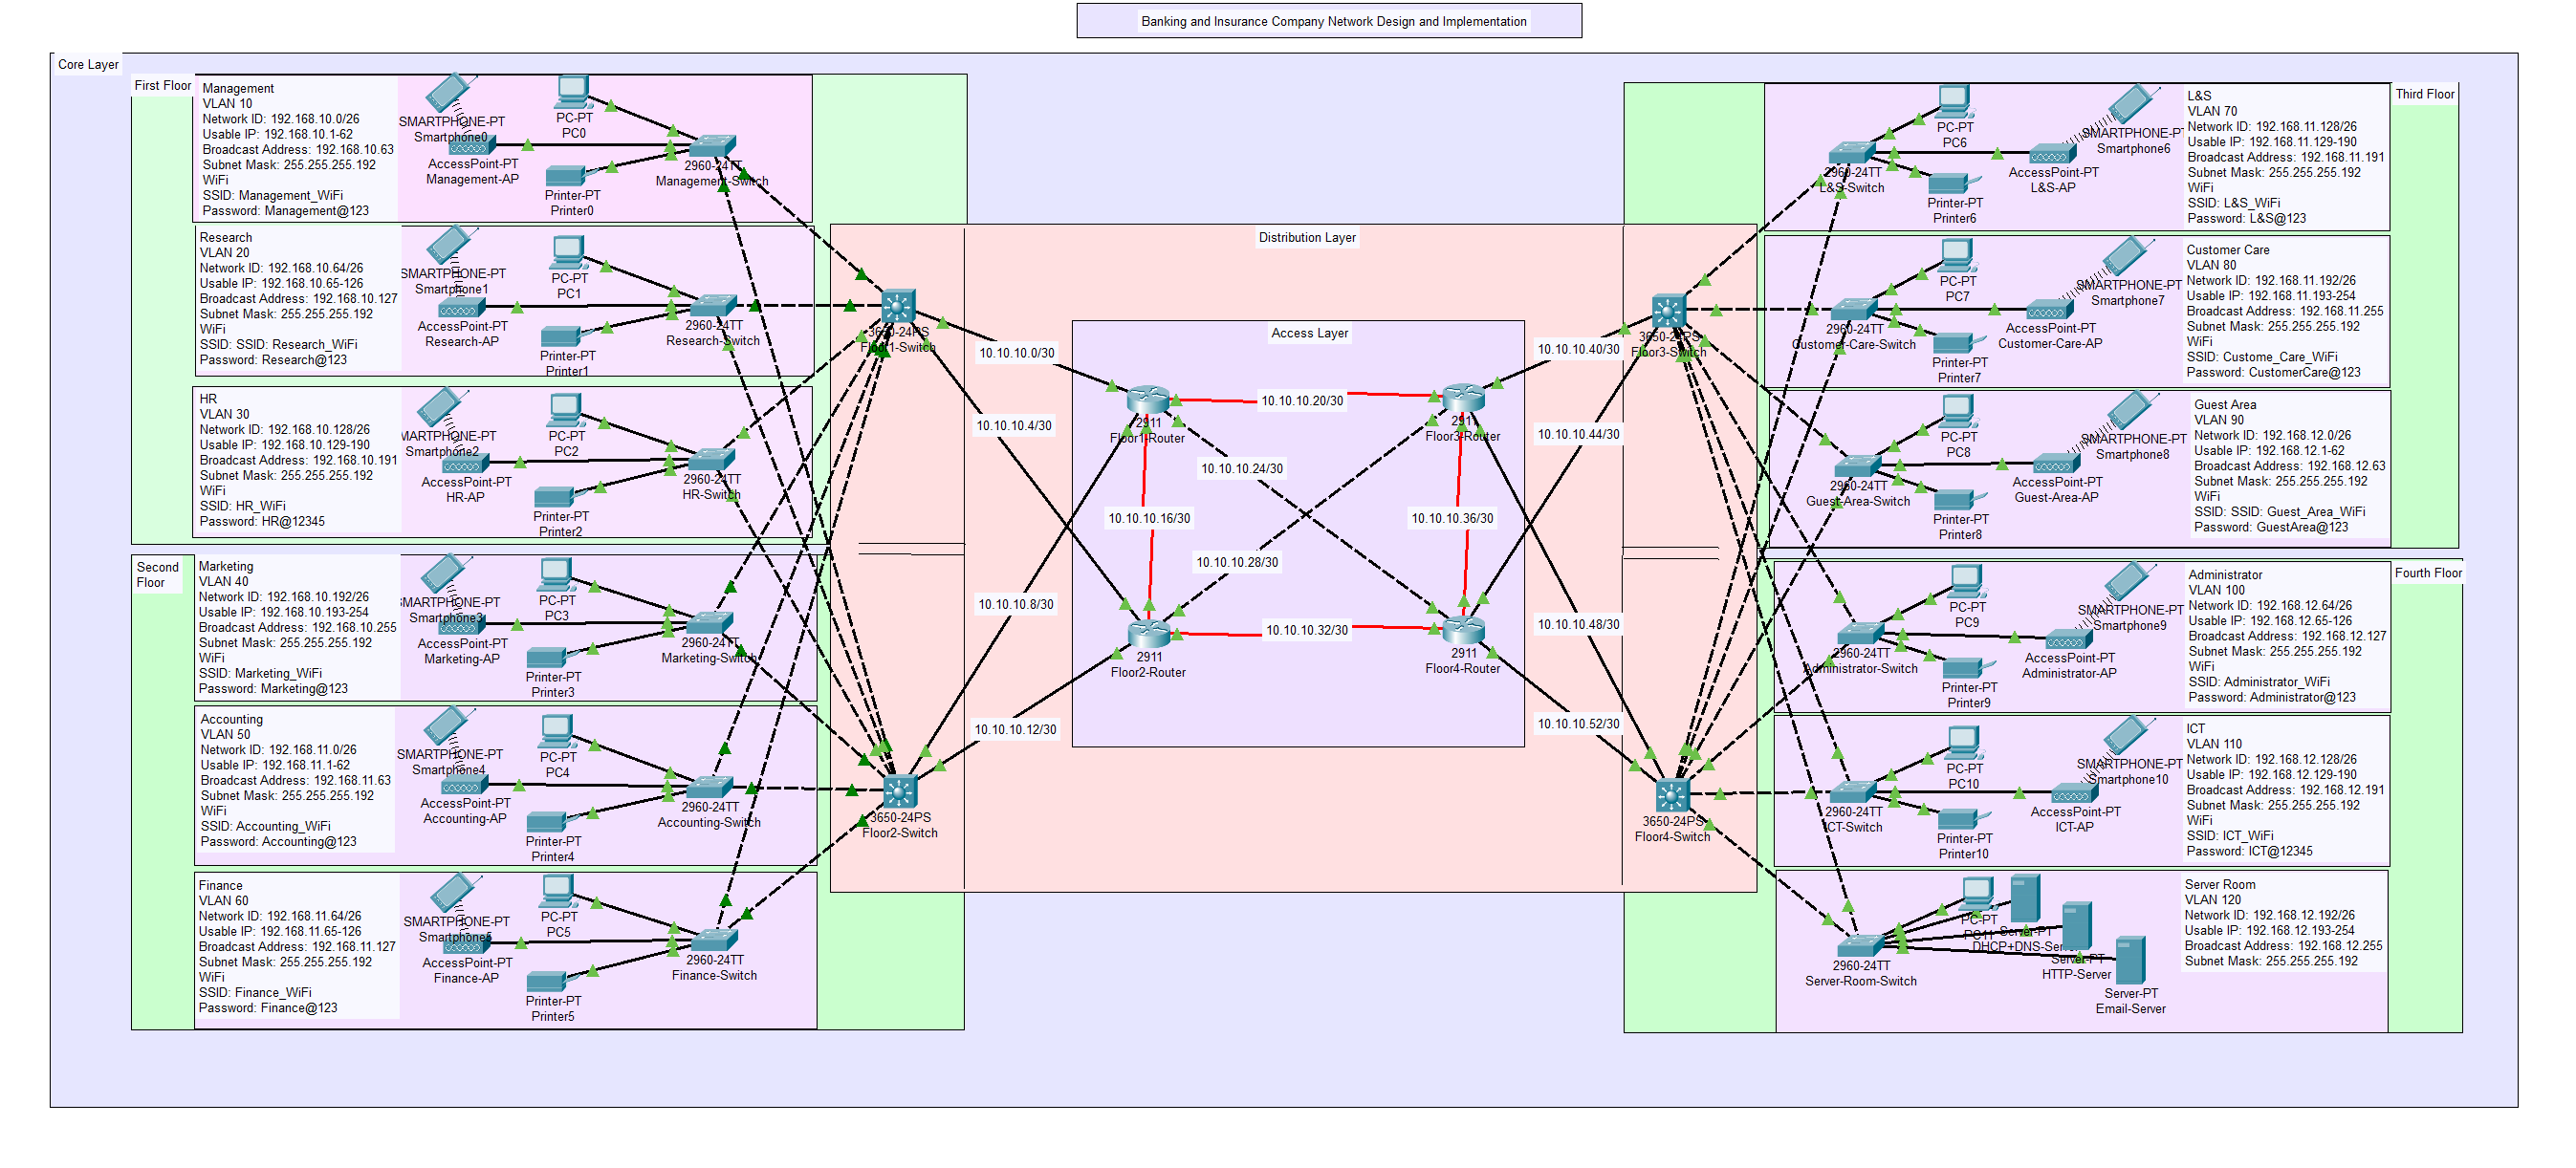 Banking and Insurance Company Network Design and Implementation
Core Layer
First Floor
Management
VLAN 10
Network ID: 192.168.10.0/26
Usable IP: 192.168.10.1-62
Broadcast Address: 192.168.10.63
Subnet Mask: 255.255.255.192
WiFi
SSID: Management_WiFi
Password: Management@123
SMARTPHONE-PT
Smartphone0
AccessPoint-PT
Management-AP
PC-PT
PC0
Printer-PT
Printer0
2960-24TT
Management-Switch
Research
VLAN 20
Network ID: 192.168.10.64/26
Usable IP: 192.168.10.65-126
Broadcast Address: 192.168.10.127
Subnet Mask: 255.255.255.192
WiFi
SSID: SSID: Research_WiFi
Password: Research@123
SMARTPHONE-PT
Smartphone1
AccessPoint-PT
Research-AP
PC-PT
PC1
Printer-PT
Printer1
2960-24TT
Research-Switch
HR
VLAN 30
Network ID: 192.168.10.128/26
Usable IP: 192.168.10.129-190
Broadcast Address: 192.168.10.191
Subnet Mask: 255.255.255.192
WiFi
SSID: HR_WiFi
Password: HR@12345
MARTPHONE-PT
Smartphone2
AccessPoint-PT
HR-AP
PC-PT
PC2
Printer-PT
Printer2
2960-24TT
HR-Switch
Second
Floor
Marketing
VLAN 40
Network ID: 192.168.10.192/26
Usable IP: 192.168.10.193-254
Broadcast Address: 192.168.10.255
Subnet Mask: 255.255.255.192
WiFi
SSID: Marketing_WiFi
Password: Marketing@123
SMARTPHONE-PT
Smartphone3
AccessPoint-PT
Marketing-AP
PC-PT
PC3
Printer-PT
Printer3
2960-24TT
Marketing-Switch
Accounting
VLAN 50
Network ID: 192.168.11.0/26
Usable IP: 192.168.11.1-62
Broadcast Address: 192.168.11.63
Subnet Mask: 255.255.255.192
WiFi
SSID: Accounting_WiFi
Password: Accounting@123
SMARTPHONE-PT
Smartphone4
AccessPoint-PT
Accounting-AP
PC-PT
PC4
Printer-PT
Printer4
2960-24TT
Accounting-Switch
Finance
VLAN 60
Network ID: 192.168.11.64/26
Usable IP: 192.168.11.65-126
Broadcast Address: 192.168.11.127
Subnet Mask: 255.255.255.192
WiFi
SSID: Finance_WiFi
Password: Finance@123
SMARTPHONE-PT
Smartphone5
AccessPoint-PT
Finance-AP
PC-PT
PC5
Printer-PT
Printer5
2960-24TT
Finance-Switch
Distribution Layer
3650-24PS
Floor1-Switch
3650-24PS
Floor2-Switch
10.10.10.0/30
10.10.10.4/30
10.10.10.8/30
10.10.10.12/30
Access Layer
2911
Floor1-Router
10.10.10.20/30
2911
Floor3-Router
10.10.10.24/30
10.10.10.16/30
10.10.10.36/30
10.10.10.28/30
10.10.10.32/30
2911
Floor2-Router
2911
Floor4-Router
10.10.10.40/30
10.10.10.44/30
10.10.10.48/30
10.10.10.52/30
3650-24PS
Floor3-Switch
3650-24PS
Floor4-Switch
Third Floor
L&S
VLAN 70
Network ID: 192.168.11.128/26
Usable IP: 192.168.11.129-190
Broadcast Address: 192.168.11.191
Subnet Mask: 255.255.255.192
WiFi
SSID: L&S_WiFi
Password: L&S@123
PC-PT
PC6
SMARTPHONE-PT
Smartphone6
AccessPoint-PT
L&S-AP
Printer-PT
Printer6
2960-24TT
L&S-Switch
Customer Care
VLAN 80
Network ID: 192.168.11.192/26
Usable IP: 192.168.11.193-254
Broadcast Address: 192.168.11.255
Subnet Mask: 255.255.255.192
WiFi
SSID: Custome_Care_WiFi
Password: CustomerCare@123
PC-PT
PC7
SMARTPHONE-PT
Smartphone7
AccessPoint-PT
Customer-Care-AP
Printer-PT
Printer7
2960-24TT
Customer-Care-Switch
Guest Area
VLAN 90
Network ID: 192.168.12.0/26
Usable IP: 192.168.12.1-62
Broadcast Address: 192.168.12.63
Subnet Mask: 255.255.255.192
WiFi
SSID: SSID: Guest_Area_WiFi
Password: GuestArea@123
PC-PT
PC8
SMARTPHONE-PT
Smartphone8
AccessPoint-PT
Guest-Area-AP
Printer-PT
Printer8
2960-24TT
Guest-Area-Switch
Fourth Floor
Administrator
VLAN 100
Network ID: 192.168.12.64/26
Usable IP: 192.168.12.65-126
Broadcast Address: 192.168.12.127
Subnet Mask: 255.255.255.192
WiFi
SSID: Administrator_WiFi
Password: Administrator@123
PC-PT
PC9
SMARTPHONE-PT
Smartphone9
AccessPoint-PT
Administrator-AP
Printer-PT
Printer9
2960-24TT
Administrator-Switch
ICT
VLAN 110
Network ID: 192.168.12.128/26
Usable IP: 192.168.12.129-190
Broadcast Address: 192.168.12.191
Subnet Mask: 255.255.255.192
WiFi
SSID: ICT_WiFi
Password: ICT@12345
PC-PT
PC10
SMARTPHONE-PT
Smartphone10
AccessPoint-PT
ICT-AP
Printer-PT
Printer10
2960-24TT
ICT-Switch
Server Room
VLAN 120
Network ID: 192.168.12.192/26
Usable IP: 192.168.12.193-254
Broadcast Address: 192.168.12.255
Subnet Mask: 255.255.255.192
PC-PT
PC11
Server-PT
DHCP+DNS-Server
Server-PT
HTTP-Server
Server-PT
Email-Server
2960-24TT
Server-Room-Switch